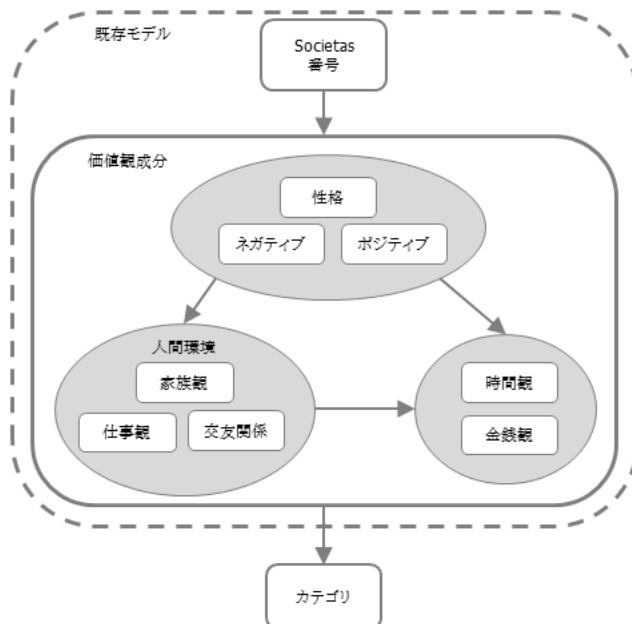 既存モデル
Societas
番号
価値観成分
性格
ネガティブ
ポジティブ
人間環境
家族観
仕事観
交友関係
時間観
金銭観
カテゴリ